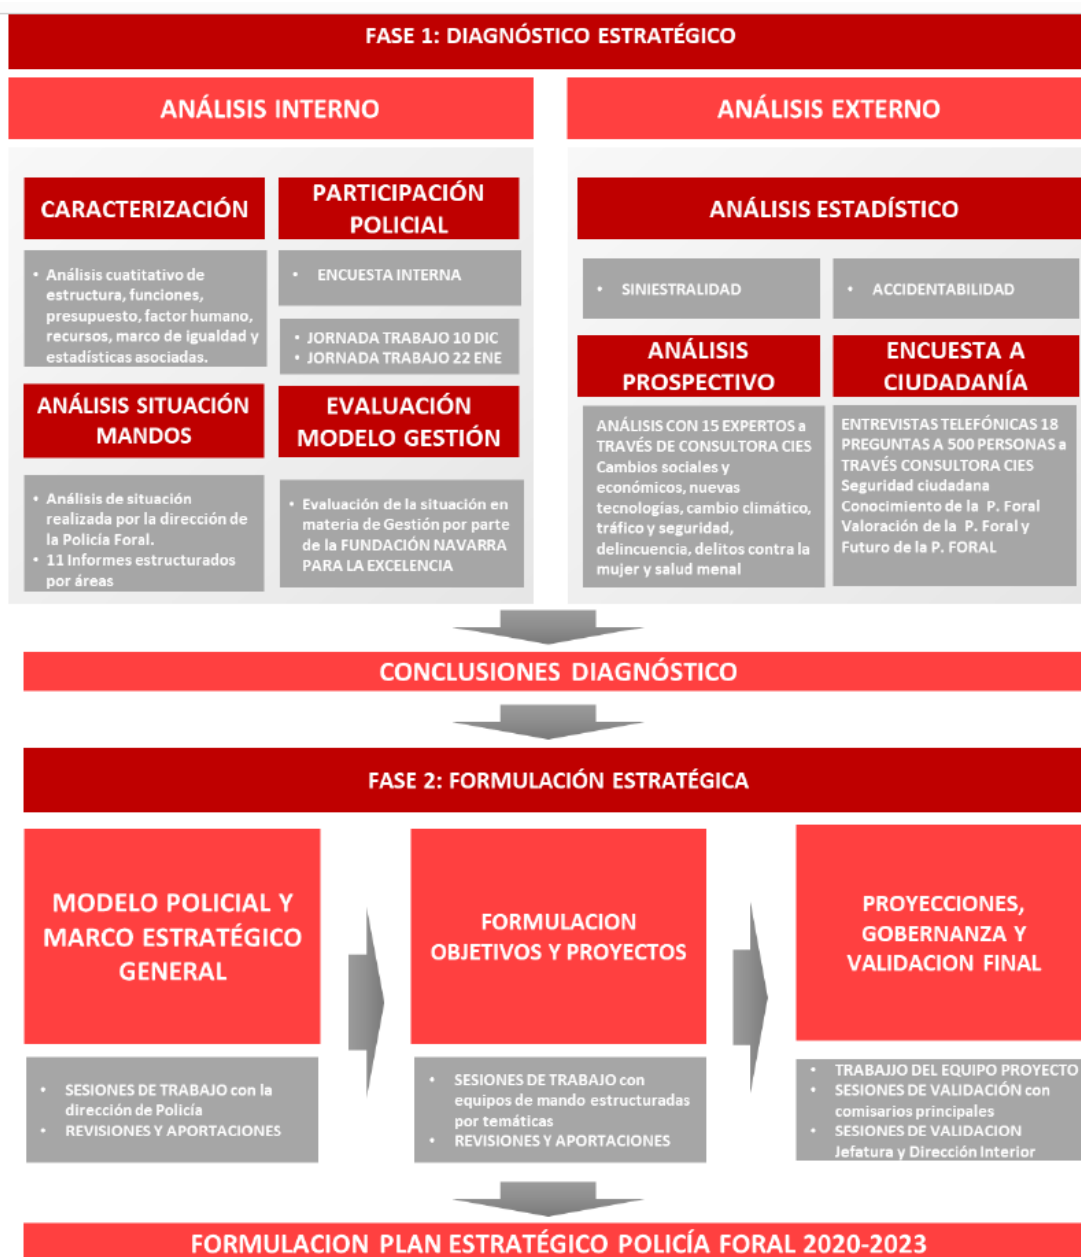 FASE 1: DIAGNÓSTICO ESTRATÉGICO
ANÁLISIS INTERNO
CARACTERIZACIÓN
• Análisis cuatitativo de
estructura, funciones,
presupuesto, factor humano,
recursos, marco de igualdad y
estadísticas asociadas.
PARTICIPACIÓN
POLICIAL
• ENCUESTA INTERNA
• JORNADA TRABAJO 10 DIC
• JORNADA TRABAJO 22 ENE
ANÁLISIS SITUACIÓN
MANDOS
• Análisis de situación
realizada por la dirección de
la Policía Foral.
• 11 Informes estructurados
por áreas
EVALUACIÓN
MODELO GESTIÓN
• Evaluación de la situación en
materia de Gestión por parte
de la FUNDACIÓN NAVARRA
PARA LA EXCELENCIA
ANÁLISIS EXTERNO
ANÁLISIS ESTADÍSTICO
• SINIESTRALIDAD
• ACCIDENTABILIDAD
ANÁLISIS
PROSPECTIVO
ANÁLISIS CON 15 EXPERTOS a
TRAVÉS DE CONSULTORA CIES
Cambios sociales y
económicos, nuevas
tecnologías, cambio climático,
tráfico y seguridad,
delincuencia, delitos contra la
mujer y salud menal
ENCUESTA A
CIUDADANÍA
ENTREVISTAS TELEFÓNICAS 18
PREGUNTAS A 500 PERSONAS a
TRAVÉS CONSULTORA CIES
Seguridad ciudadana
Conocimiento de la P. Foral
Valoración de la P. Foral y
Futuro de la P. FORAL
CONCLUSIONES DIAGNÓSTICO
FASE 2: FORMULACIÓN ESTRATÉGICA
MODELO POLICIAL Y
MARCO ESTRATÉGICO
GENERAL
• SESIONES DE TRABAJO con la
dirección de Policía
• REVISIONES Y APORTACIONES
FORMULACION
OBJETIVOS Y PROYECTOS
• SESIONES DE TRABAJO con
equipos de mando estructuradas
por temáticas
• REVISIONES Y APORTACIONES
PROYECCIONES,
GOBERNANZA Y
VALIDACION FINAL
• TRABAJJO DEL EQUIPO PROYECTO
• SESIONES DE VALIDACIÓN con
comisarios principales
• SESIONES DE VALIDACION
Jefatura y Dirección Interior
FORMULACION PLAN ESTRATÉGICO POLICÍA FORAL 2020-2023